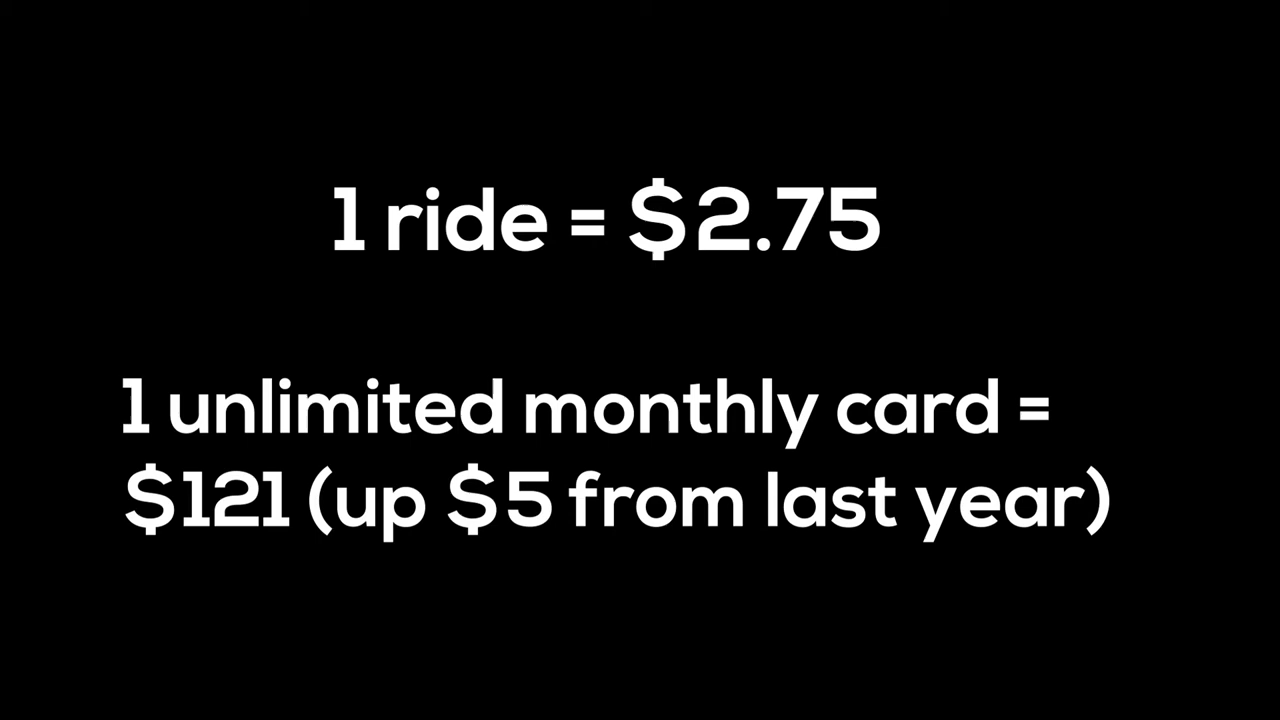 1 ride = $2.75
1 unlimited monthly card =
$121 (up $5 from last year)